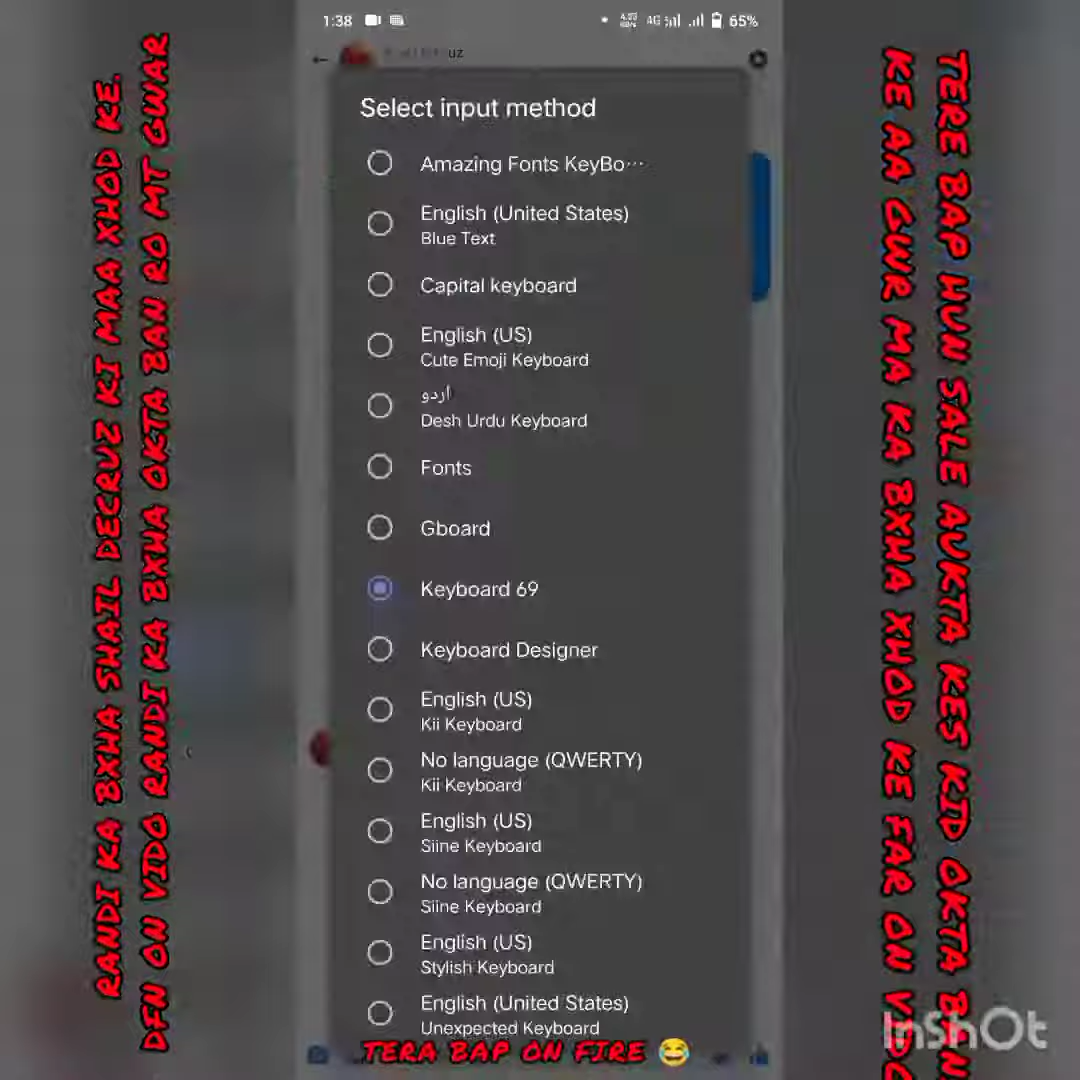 1:38
4G
65%
uz
Select input method
Amazing Fonts KeyBo...
English (United States)
Blue Text
Capital keyboard
English (US)
Cute Emoji Keyboard
اردو
Desh Urdu Keyboard
Fonts
Gboard
Keyboard 69
Keyboard Designer
English (US)
Kii Keyboard
No language (QWERTY)
Kii Keyboard
English (US)
Siine Keyboard
No language (QWERTY)
Siine Keyboard
English (US)
Stylish Keyboard
English (United States)
Unexpected Keyboard
TERA BAP ON FIRE 😂
RANDI KA BXHA SHAIL DECRUZ KI MAA XHOD KE.
DFN ON VIDO RANDI KA BXHA OKTA BAN RO MT GWAR
TERE BAP HUN SALE AUKTA KES KID OKTA BAN
KE AA GWR MA KA BXHA XHOD KE FAR ON VIDO
InShOt